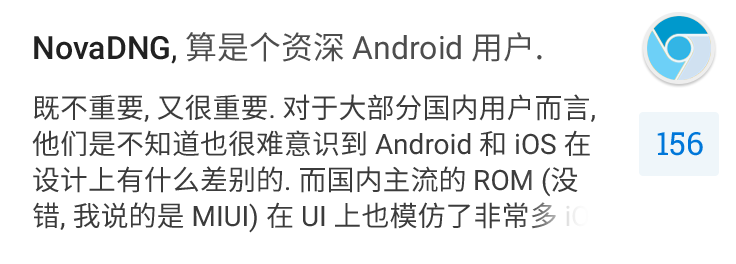 NovaDNG, 算是个资深 Android 用户.
既不重要, 又很重要. 对于大部分国内用户而言,
他们是不知道也很难意识到 Android 和 iOS 在
设计上有什么差别的. 而国内主流的 ROM (没
错, 我说的是 MIUI) 在 UI 上也模仿了非常多 iO
156